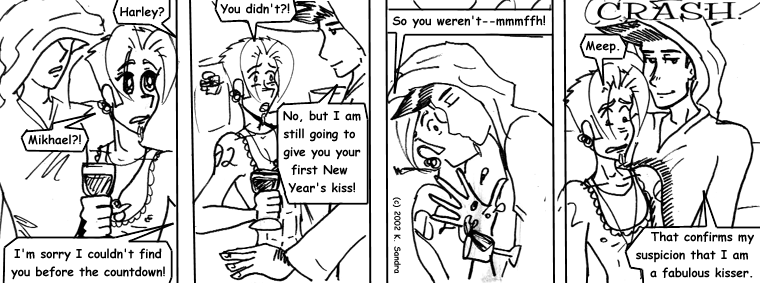 Harley?
Mikhael?!
I'm sorry I couldn't find
you before the countdown!
You didn't?!
No, but I am
still going to
give you your
first New
Year's kiss!
So you weren't--mmmffh!
(c) 2002 K. Sandra
CRASH.
Meep.
That confirms my
suspicion that I am
a fabulous kisser.